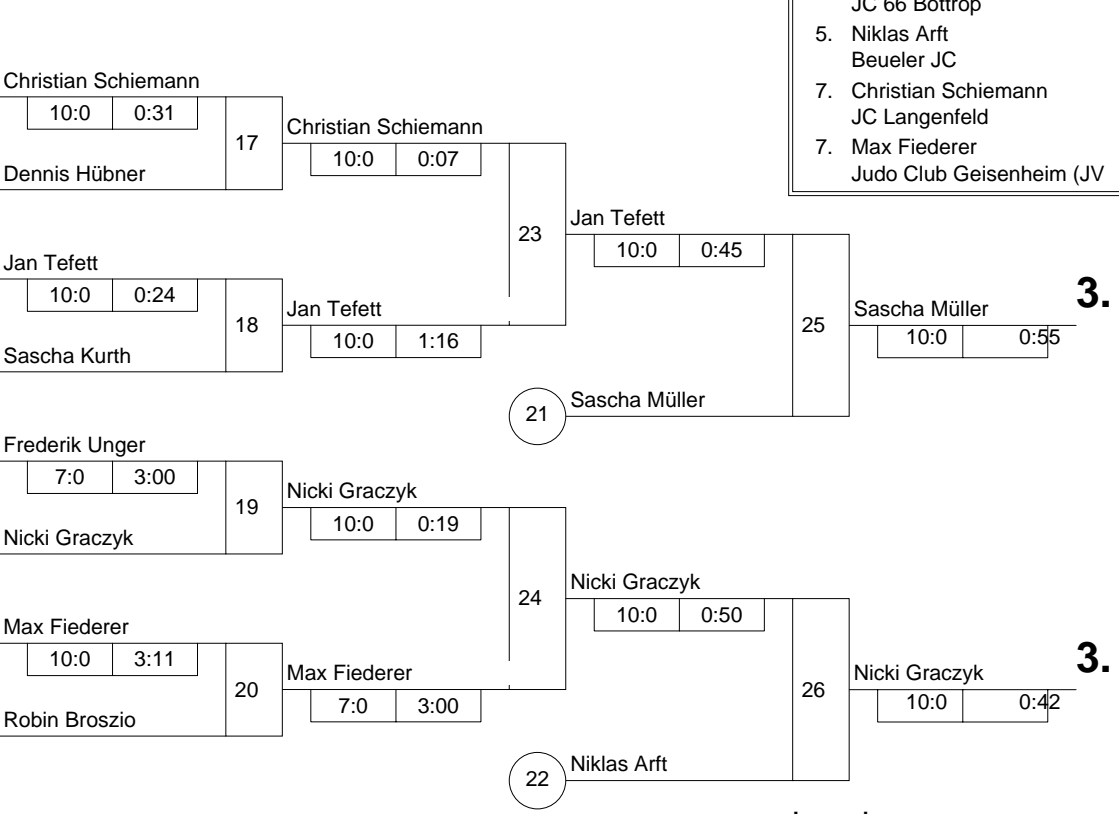 JC 66 Bottrop
5. Niklas Arft
Beueler JC
7. Christian Schiemann
JC Langenfeld
7. Max Fiederer
Judo Club Geisenheim (JV
Christian Schiemann
10:0 0:31
17
Dennis Hübner
Christian Schiemann
10:0 0:07
23
Jan Tefett
10:0 0:45
Jan Tefett
10:0 0:24
18
Sascha Kurth
Jan Tefett
10:0 1:16
25
Sascha Müller
10:0 0:55
3.
21
Sascha Müller
Frederik Unger
7:0 3:00
19
Nicki Graczyk
Nicki Graczyk
10:0 0:19
24
Nicki Graczyk
10:0 0:50
Max Fiederer
10:0 3:11
20
Robin Broszio
Max Fiederer
7:0 3:00
26
Nicki Graczyk
10:0 0:42
3.
22
Niklas Arft